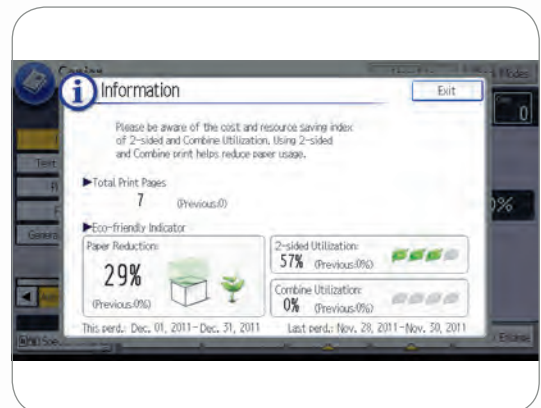 Copier
Modes
Information
Exit
0
Please be aware of the cost and
resource saving index
of 2-sided and Combine Utilization. Using 2-sided
and Combine print helps reduce paper usage.
▶Total Print Pages
7 (Previous:0)
▶Eco-friendly Indicator
Paper Reduction:
29%
(Previous:0%)
2-sided Utilization:
57% (Previous:0%)
Combine Utilization:
0% (Previous:0%)
This perd.: Dec. 01, 2011-Dec. 31, 2011
Last perd.: Nov. 28, 2011-Nov. 30, 2011